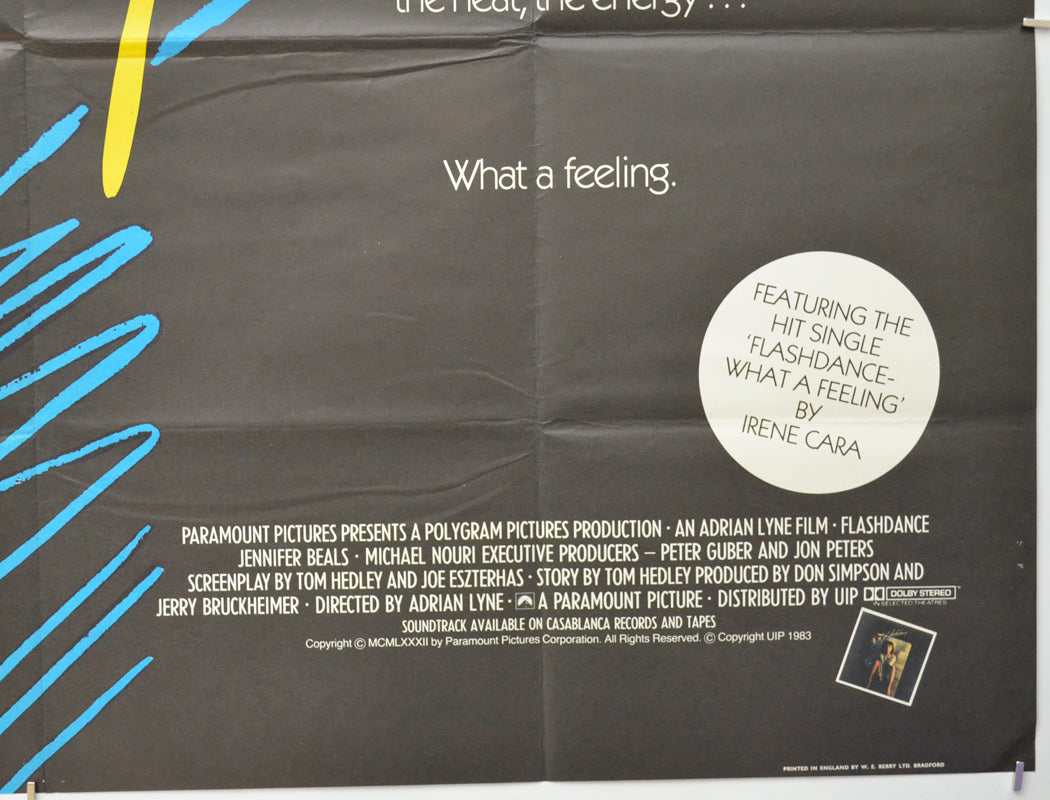 the heat, the energy . . .
What a feeling.
FEATURING THE
HIT SINGLE
'FLASHDANCE-
WHAT A FEELING'
BY
IRENE CARA
PARAMOUNT PICTURES PRESENTS A POLYGRAM PICTURES PRODUCTION · AN ADRIAN LYNE FILM · FLASHDANCE
JENNIFER BEALS · MICHAEL NOURI EXECUTIVE PRODUCERS – PETER GUBER AND JON PETERS
SCREENPLAY BY TOM HEDLEY AND JOE ESZTERHAS · STORY BY TOM HEDLEY PRODUCED BY DON SIMPSON AND
JERRY BRUCKHEIMER · DIRECTED BY ADRIAN LYNE · A PARAMOUNT PICTURE · DISTRIBUTED BY UIP DOLBY STEREO
IN SELECTED THEATRES
SOUNDTRACK AVAILABLE ON CASABLANCA RECORDS AND TAPES
Copyright © MCMLXXXII by Paramount Pictures Corporation. All Rights Reserved. © Copyright UIP 1983
PRINTED IN ENGLAND BY W. E. BERRY LTD. BRADFORD